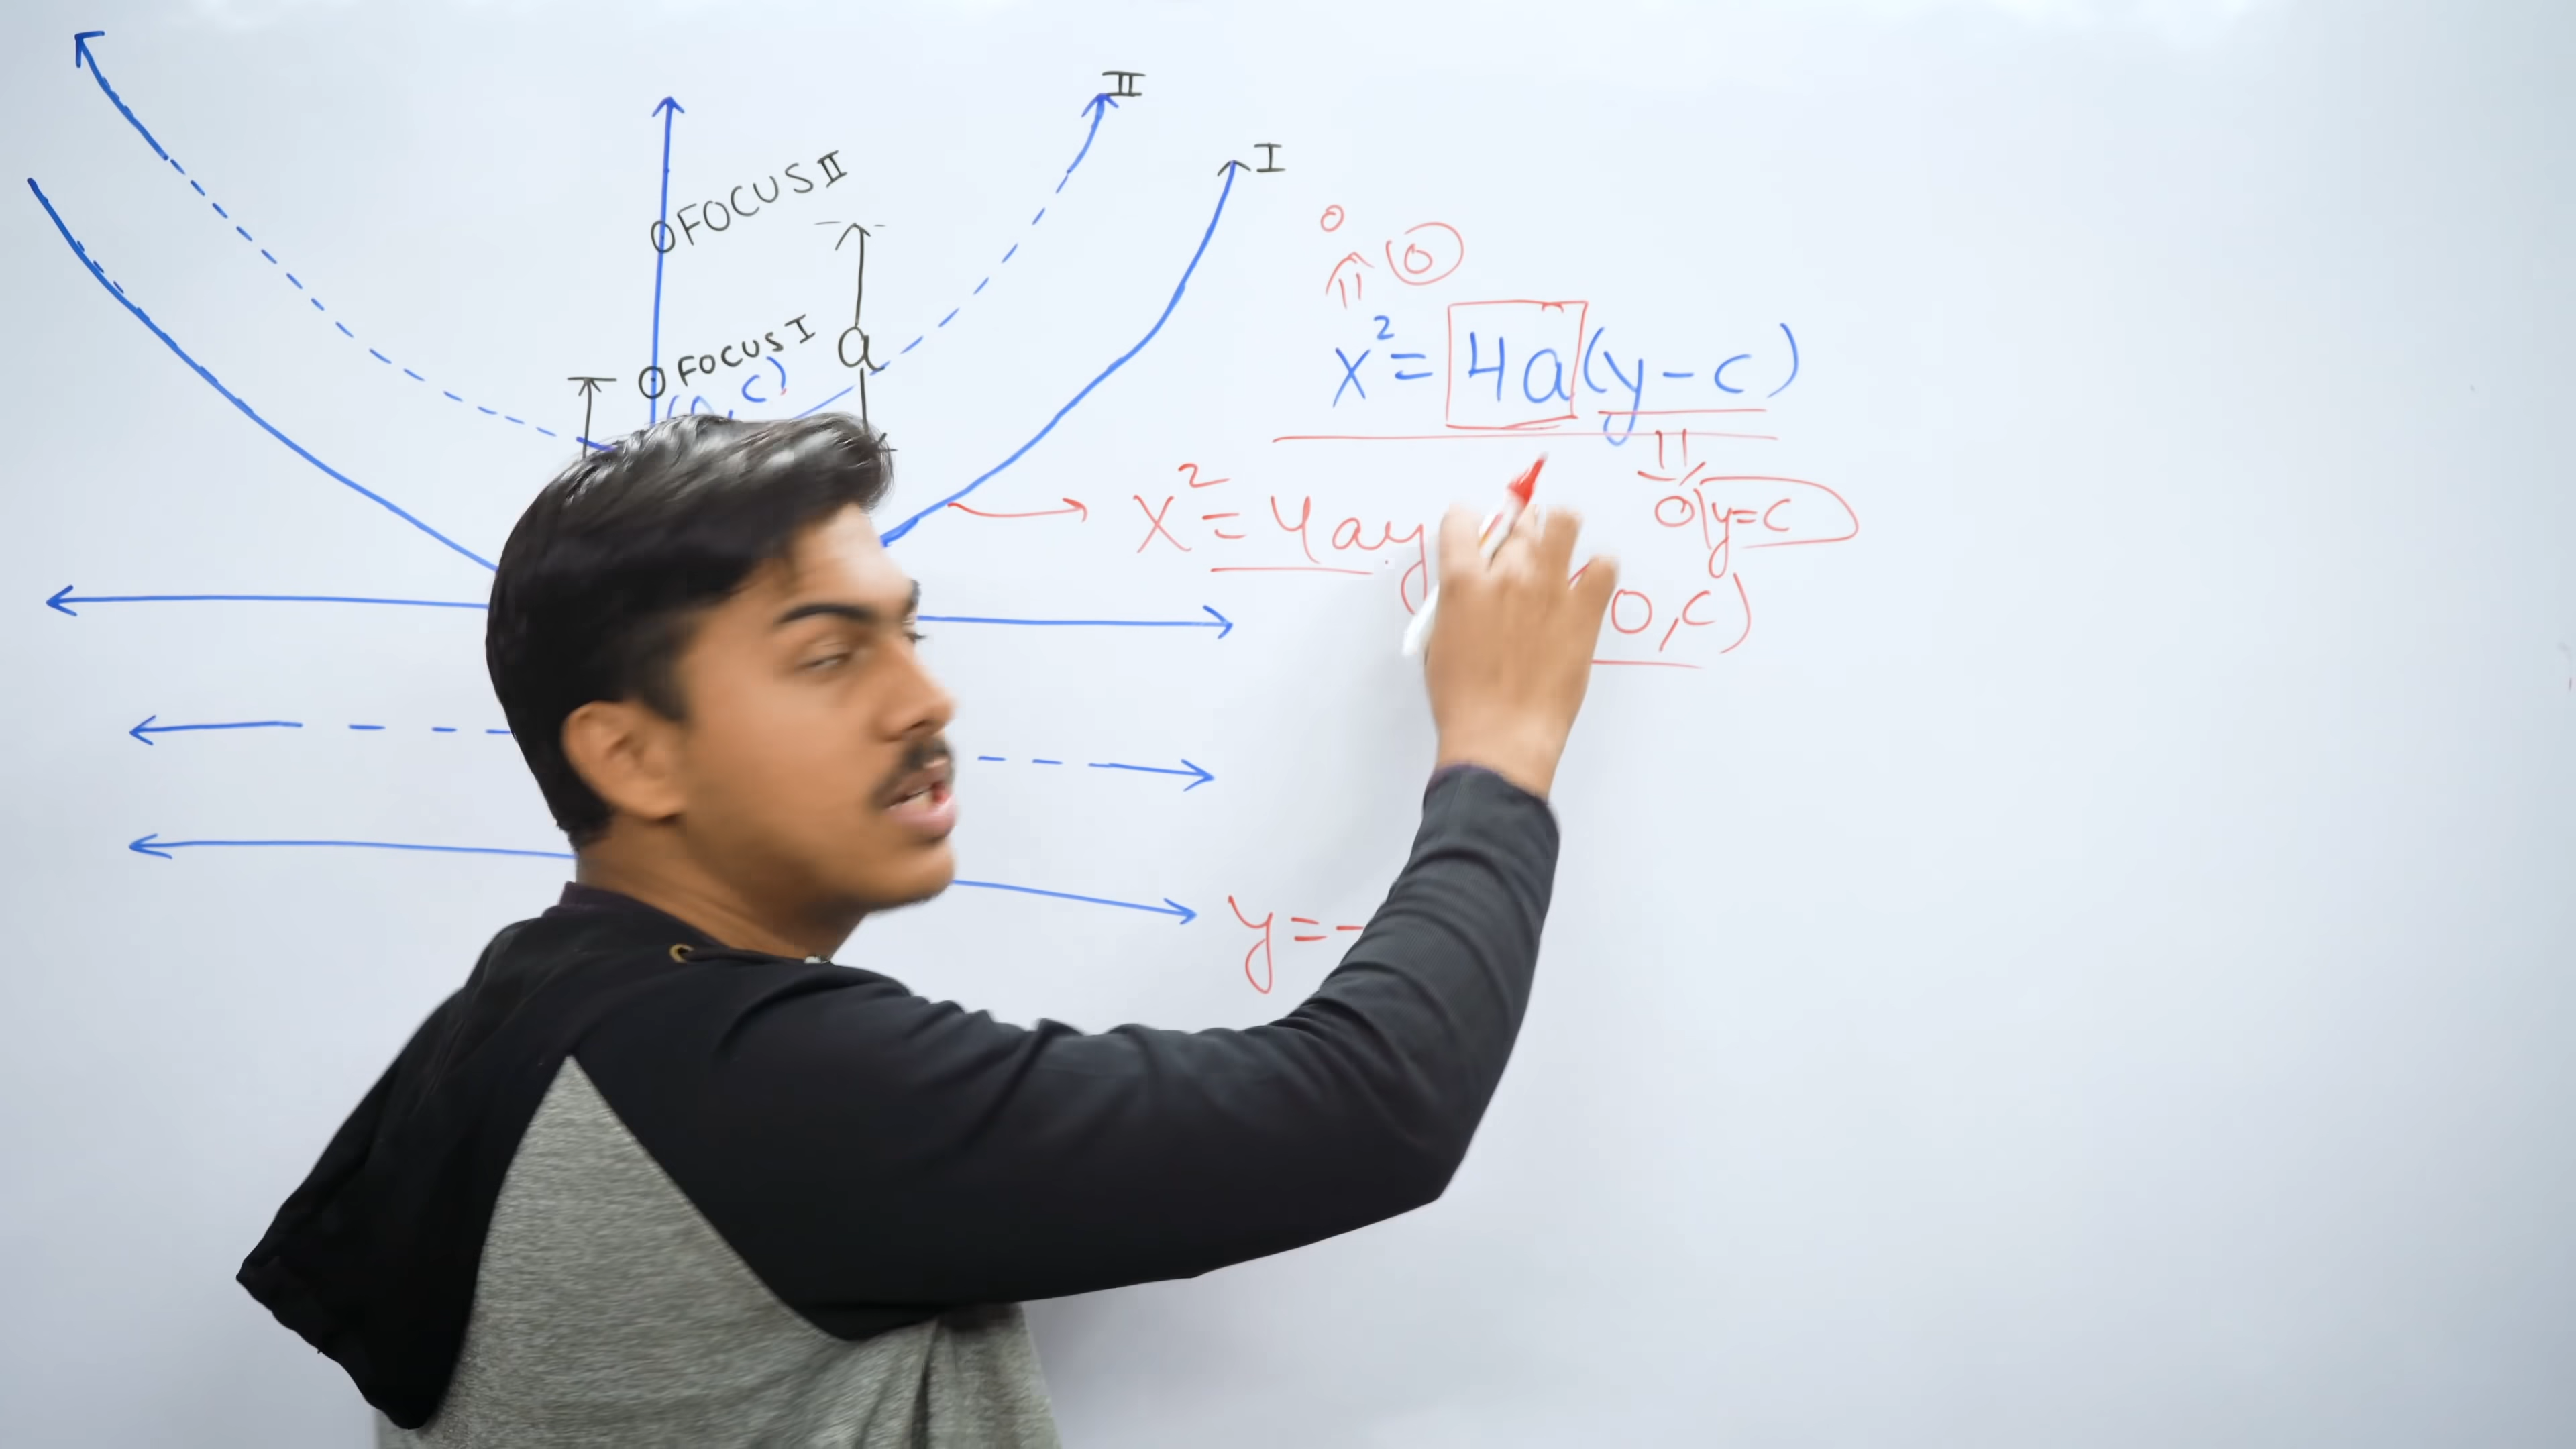 II
I
FOCUS II
FOCUS I
a
, c)
0
0
x² = 4a(y-c)
x² = 4ay
0 y=c
0,c)
y=-